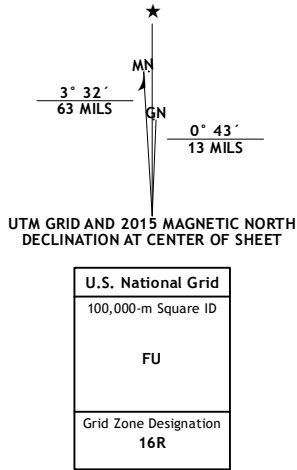 MN
3° 32´
63 MILS
GN
0° 43´
13 MILS
UTM GRID AND 2015 MAGNETIC NORTH
DECLINATION AT CENTER OF SHEET
U.S. National Grid
100,000-m Square ID
FU
Grid Zone Designation
16R